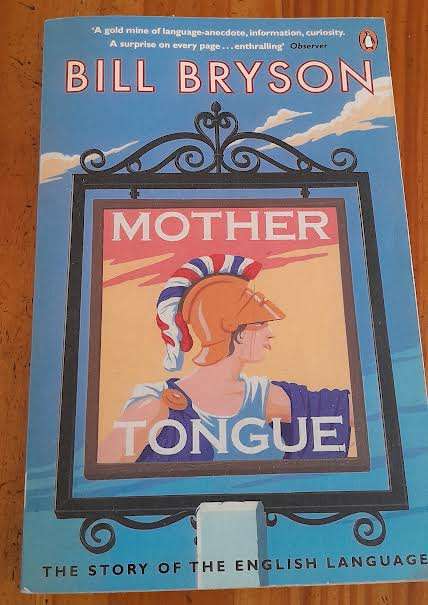 'A gold mine of language-anecdote, information, curiosity.
A surprise on every page...enthralling' Observer
BILL BRYSON
MOTHER
TONGUE
THE STORY OF THE ENGLISH LANGUAGE